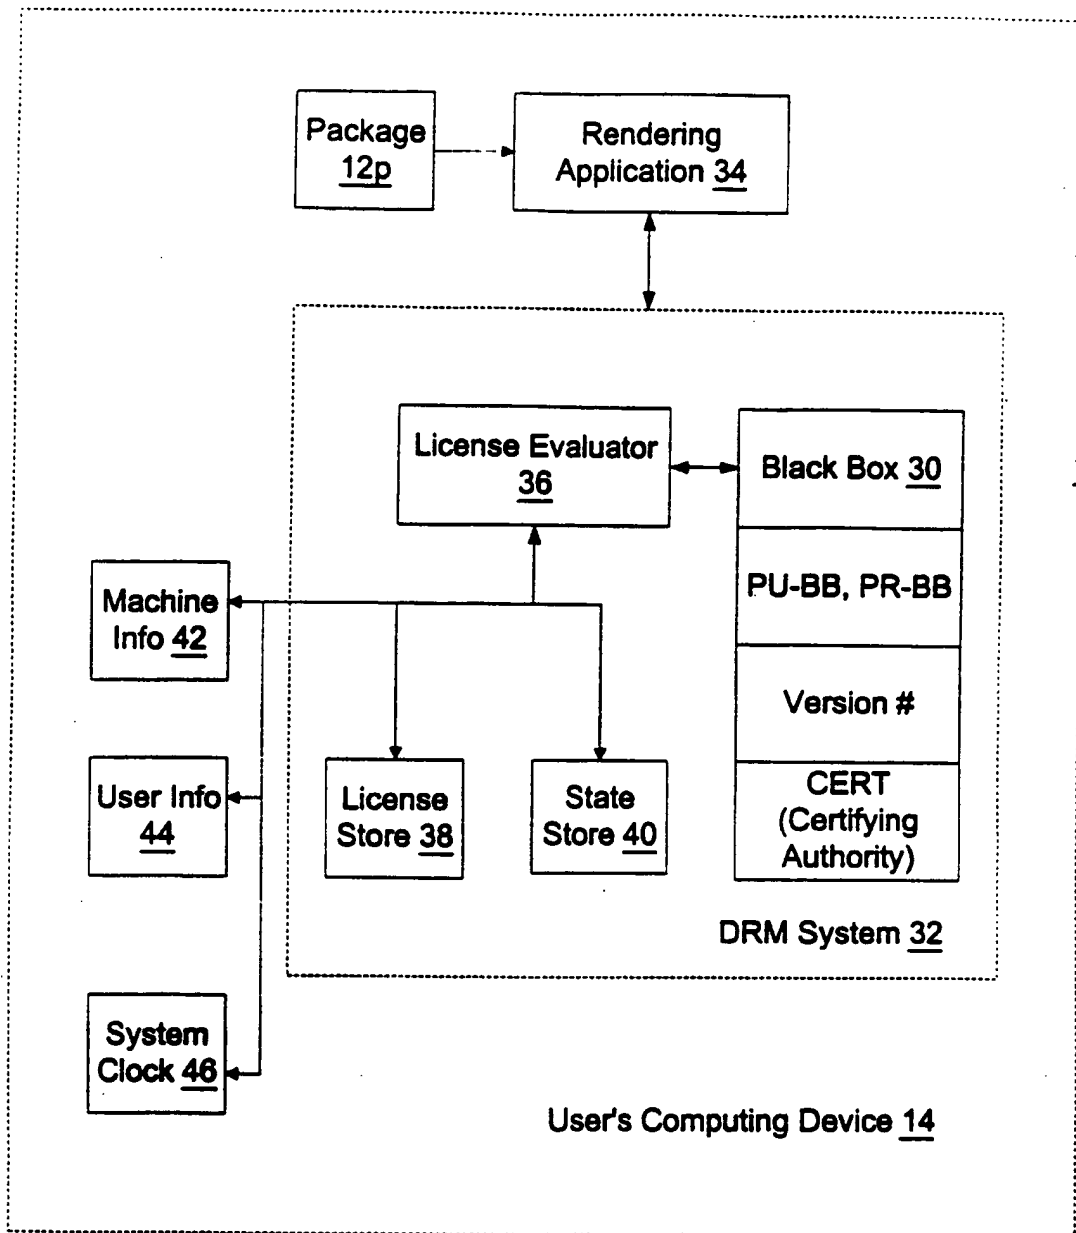 Package
12p
Rendering
Application 34
License Evaluator
36
Black Box 30
PU-BB, PR-BB
Version #
CERT
(Certifying
Authority)
Machine
Info 42
User Info
44
License
Store 38
State
Store 40
DRM System 32
System
Clock 46
User's Computing Device 14